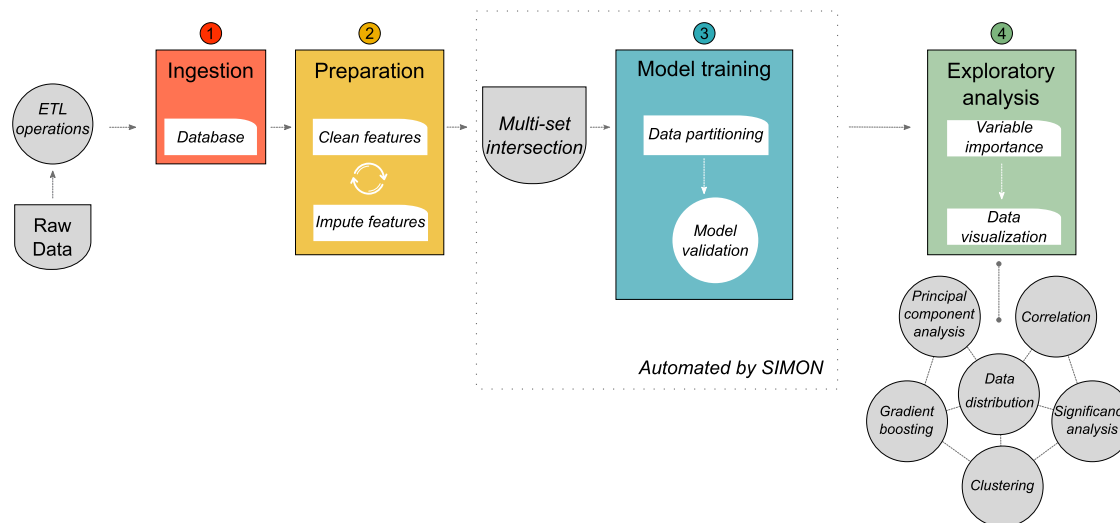 1
Ingestion
Database
2
Preparation
Clean features
Impute features
3
Model training
Data partitioning
Model
validation
4
Exploratory
analysis
Variable
importance
Data
visualization
ETL
operations
Raw
Data
Multi-set
intersection
Automated by SIMON
Principal
component
analysis
Correlation
Data
distribution
Gradient
boosting
Significanc
analysis
Clustering